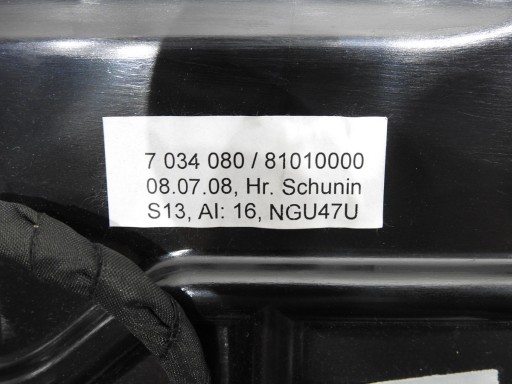 7 034 080 / 81010000
08.07.08, Hr. Schunin
S13, AI: 16, NGU47U